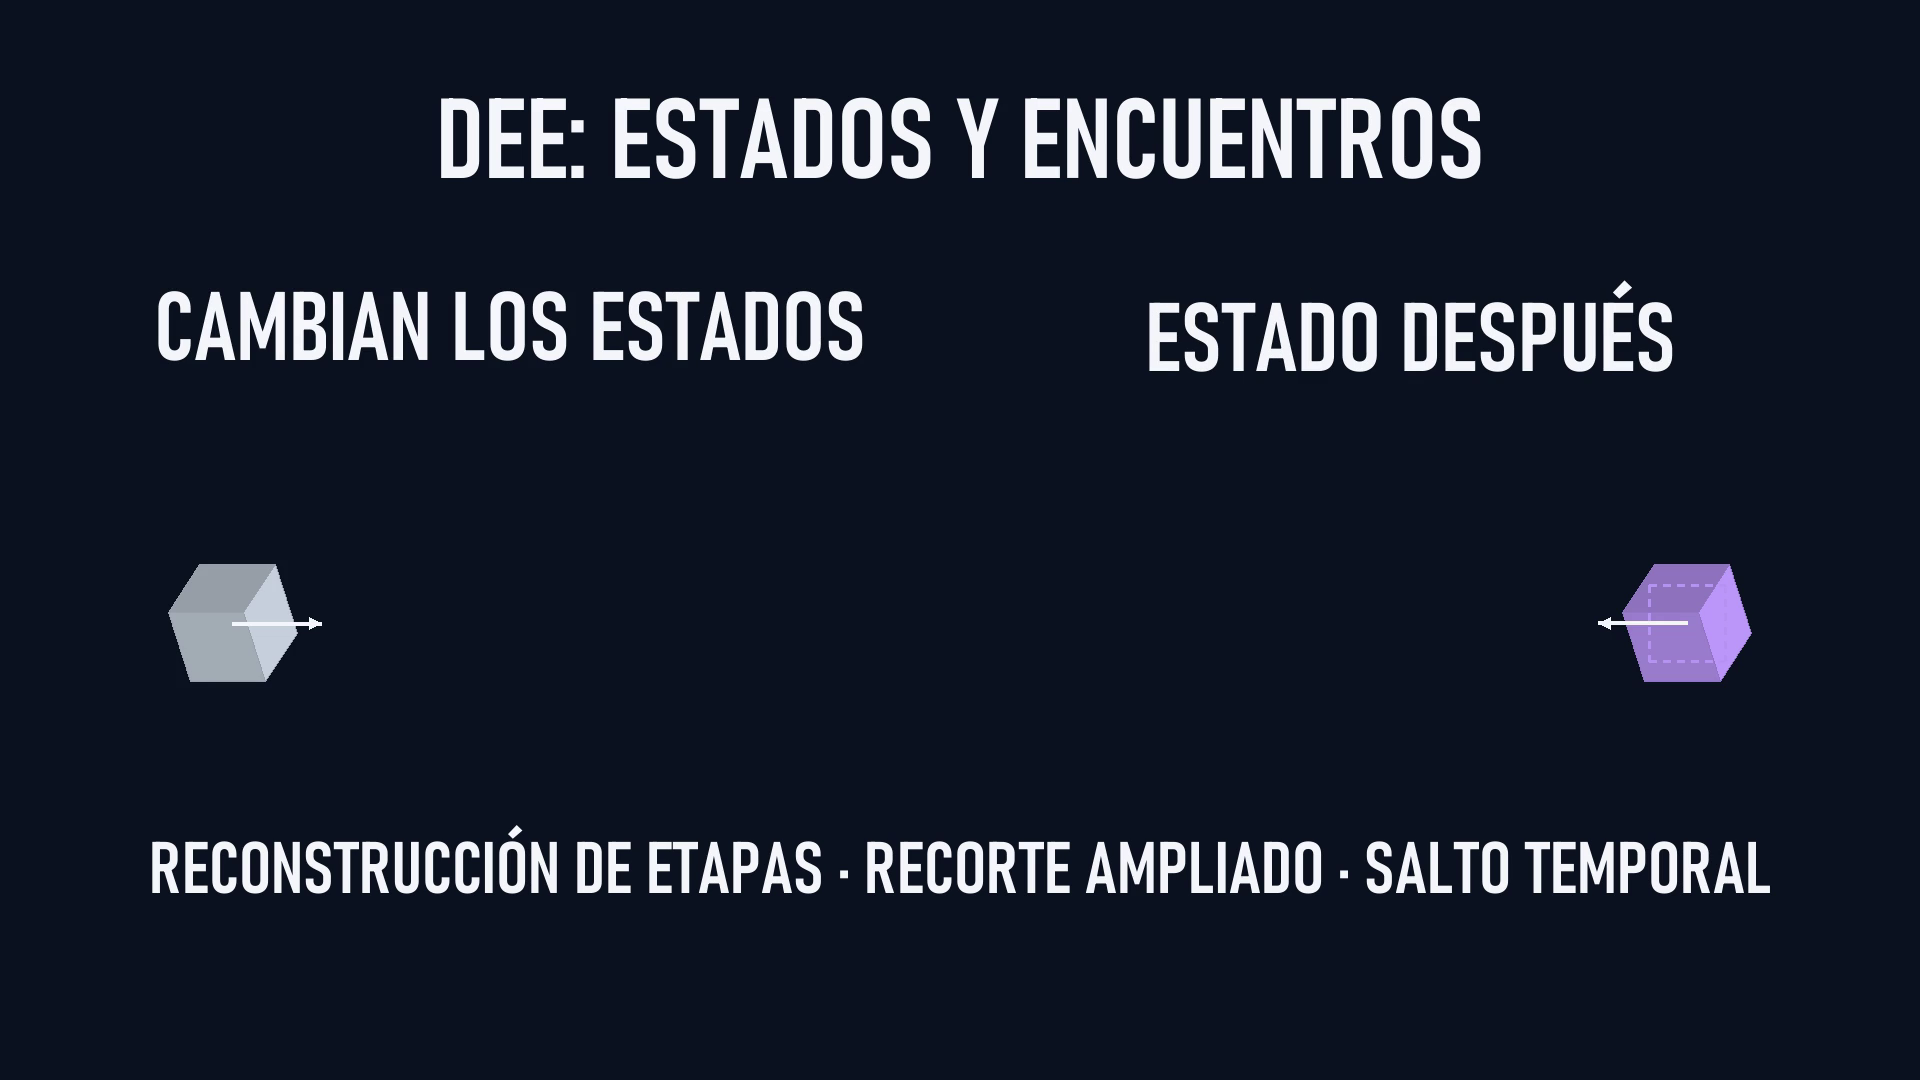 DEE: ESTADOS Y ENCUENTROS
CAMBIAN LOS ESTADOS
ESTADO DESPUÉS
RECONSTRUCCIÓN DE ETAPAS · RECORTE AMPLIADO · SALTO TEMPORAL